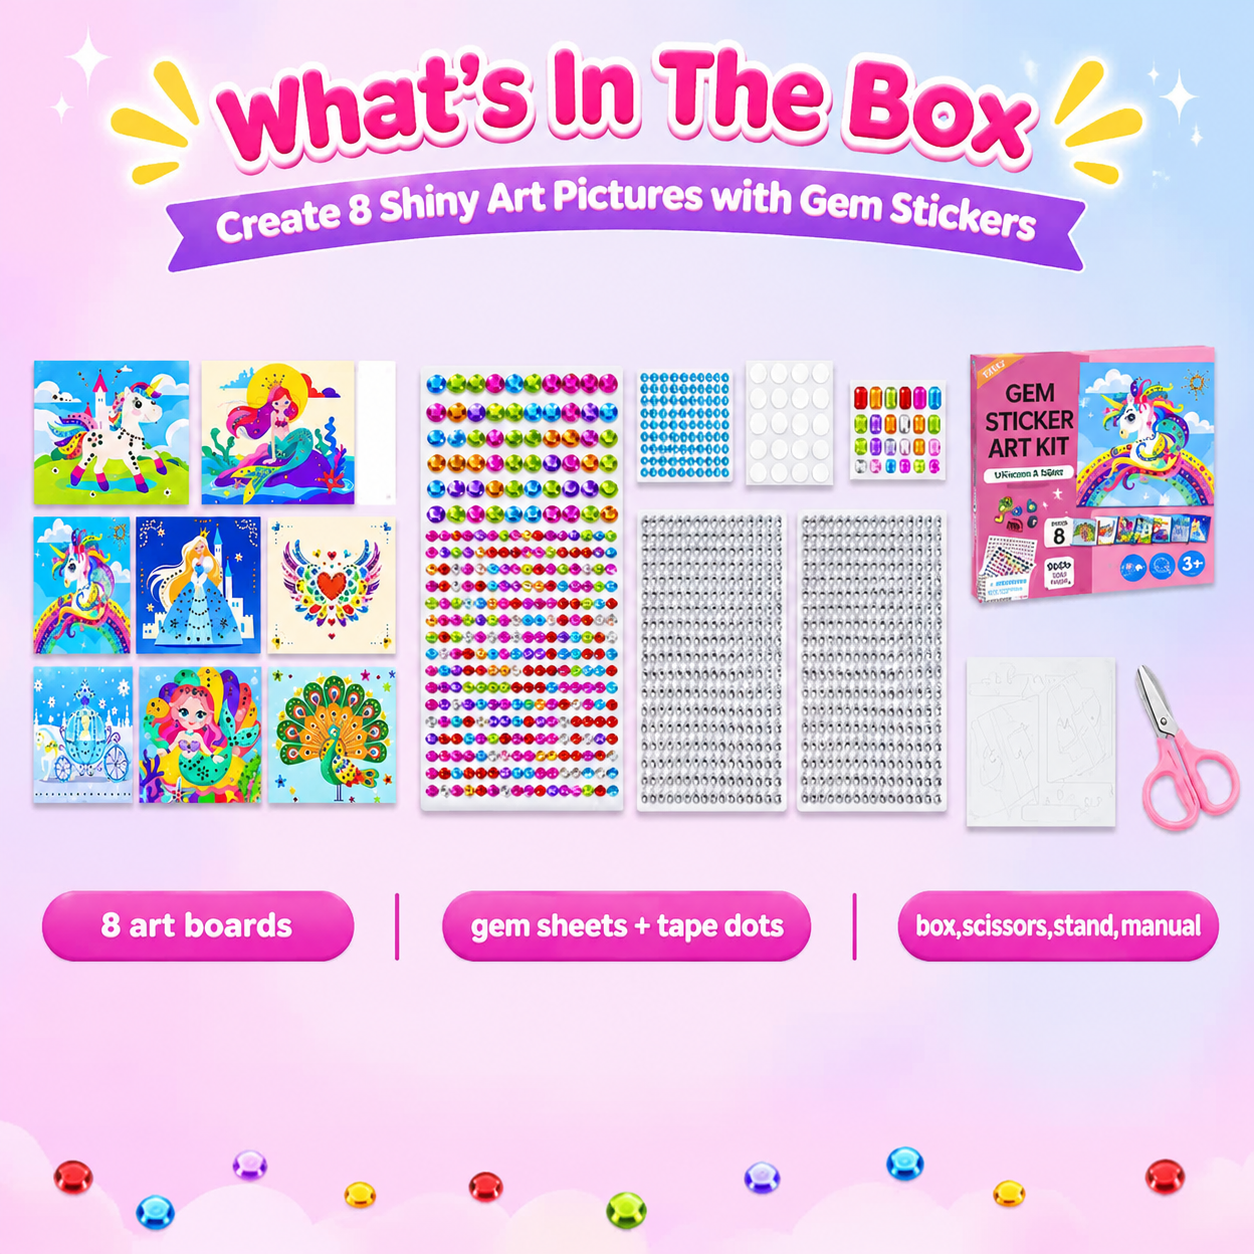 What's In The Box
Create 8 Shiny Art Pictures with Gem Stickers
GEM
STICKER
ART KIT
8
3+
8 art boards
gem sheets + tape dots
box,scissors,stand,manual